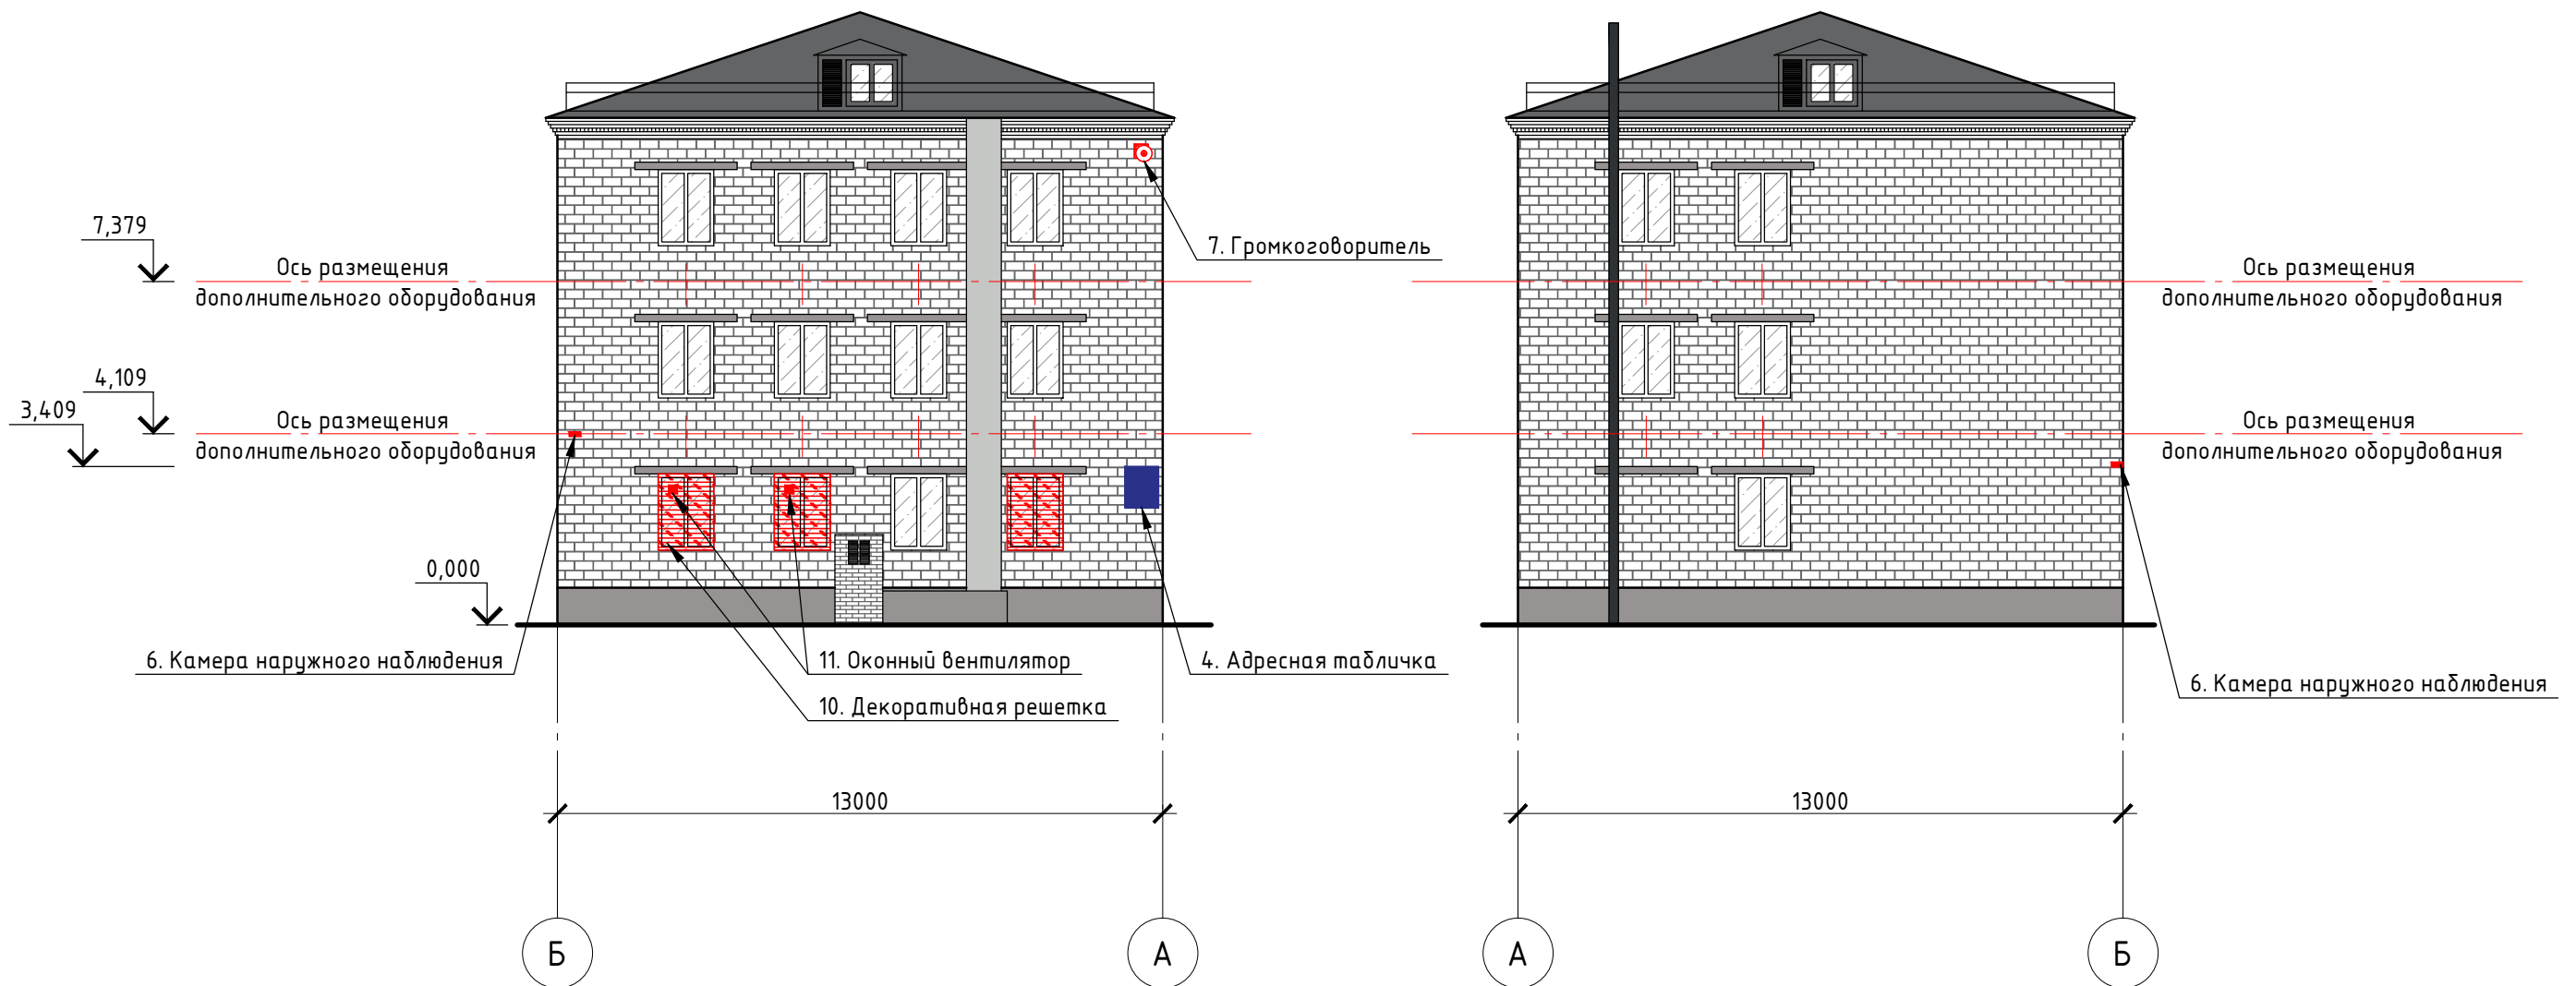 7,379
Ось размещения
дополнительного оборудования
7. Громкоговоритель
Ось размещения
дополнительного оборудования
4,109
3,409
Ось размещения
дополнительного оборудования
Ось размещения
дополнительного оборудования
0,000
6. Камера наружного наблюдения
11. Оконный вентилятор
4. Адресная табличка
6. Камера наружного наблюдения
10. Декоративная решетка
13000
13000
Б
А
А
Б